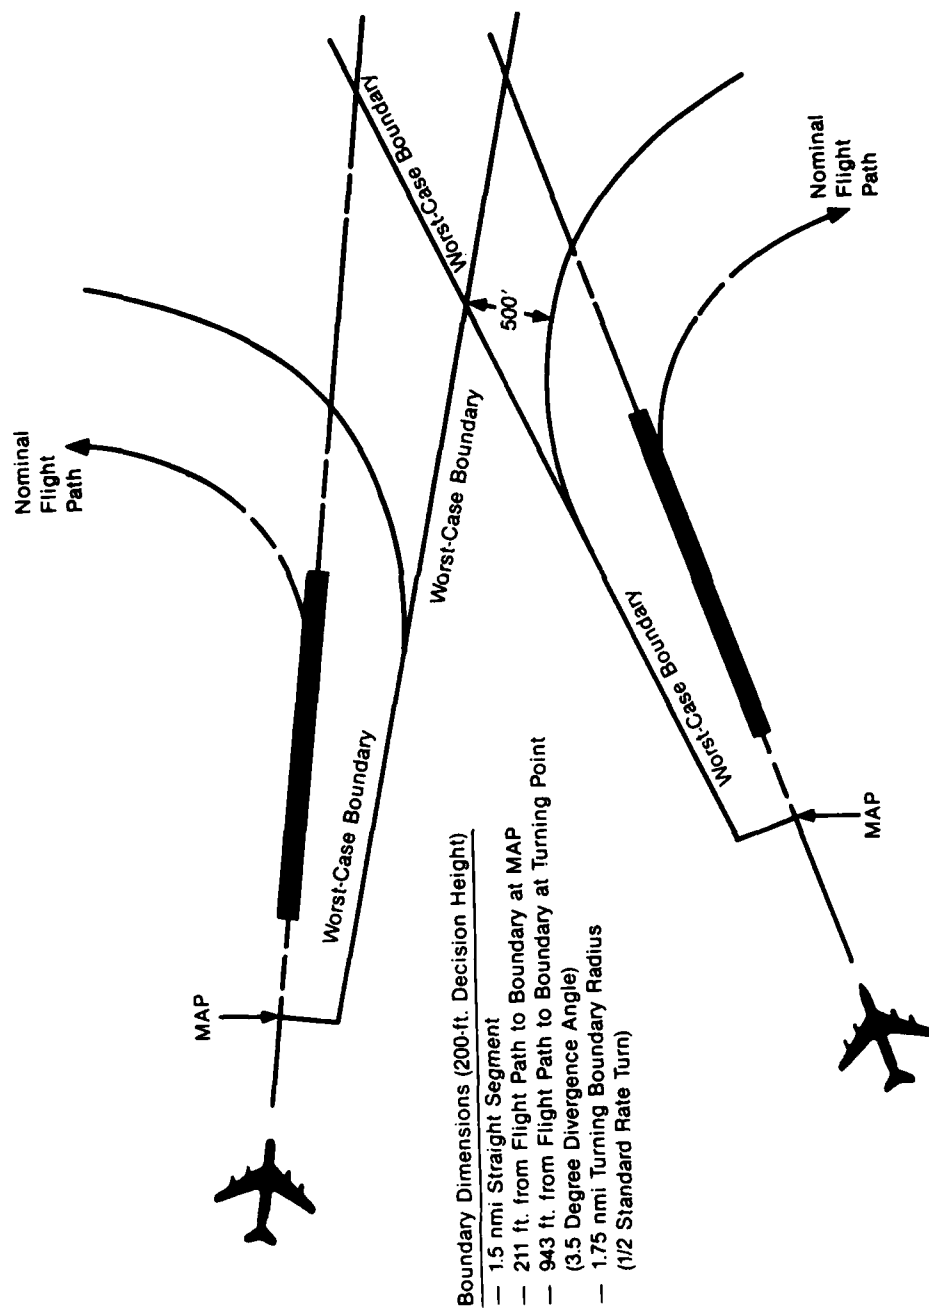 Nominal
Flight
Path
MAP
Worst-Case Boundary
Worst-Case Boundary
Worst-Case Boundary
500'
Worst-Case Boundary
Nominal
Flight
Path
MAP
Boundary Dimensions (200-ft. Decision Height)
— 1.5 nmi Straight Segment
— 211 ft. from Flight Path to Boundary at MAP
— 943 ft. from Flight Path to Boundary at Turning Point
(3.5 Degree Divergence Angle)
— 1.75 nmi Turning Boundary Radius
(1/2 Standard Rate Turn)